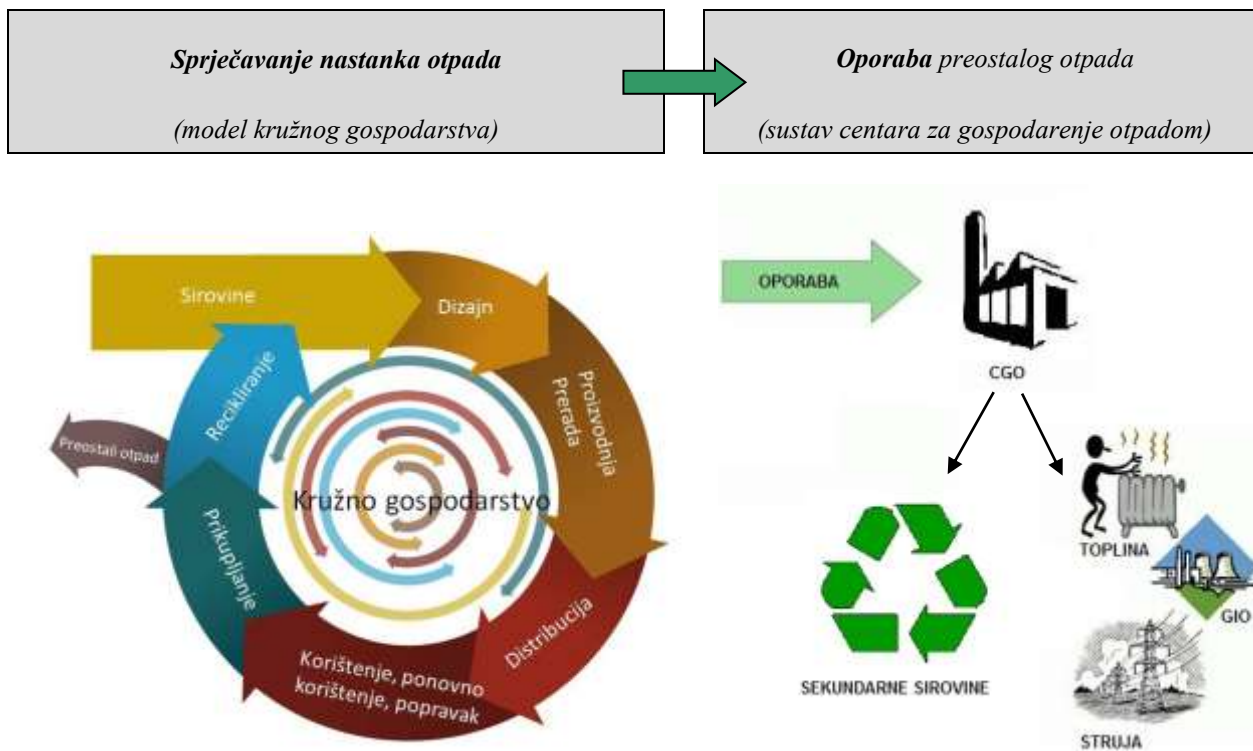 Sprječavanje nastanka otpada
(model kružnog gospodarstva)
Oporaba preostalog otpada
(sustav centara za gospodarenje otpadom)
Sirovine
Dizajn
Proizvodnja
Prerada
Distribucija
Korištenje, ponovno
korištenje, popravak
Prikupljanje
Recikliranje
Preostali otpad
Kružno gospodarstvo
OPORABA
CGO
SEKUNDARNE SIROVINE
TOPLINA
GIO
STRUJA